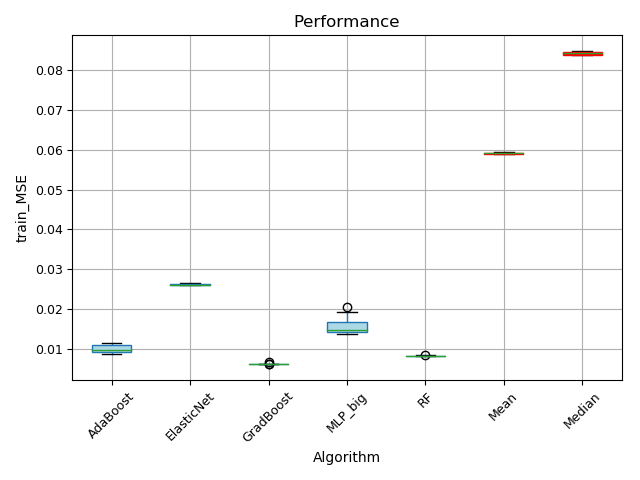 Performance
train_MSE
0.08
0.07
0.06
0.05
0.04
0.03
0.02
0.01
AdaBoost
ElasticNet
GradBoost
MLP_big
RF
Mean
Median
Algorithm